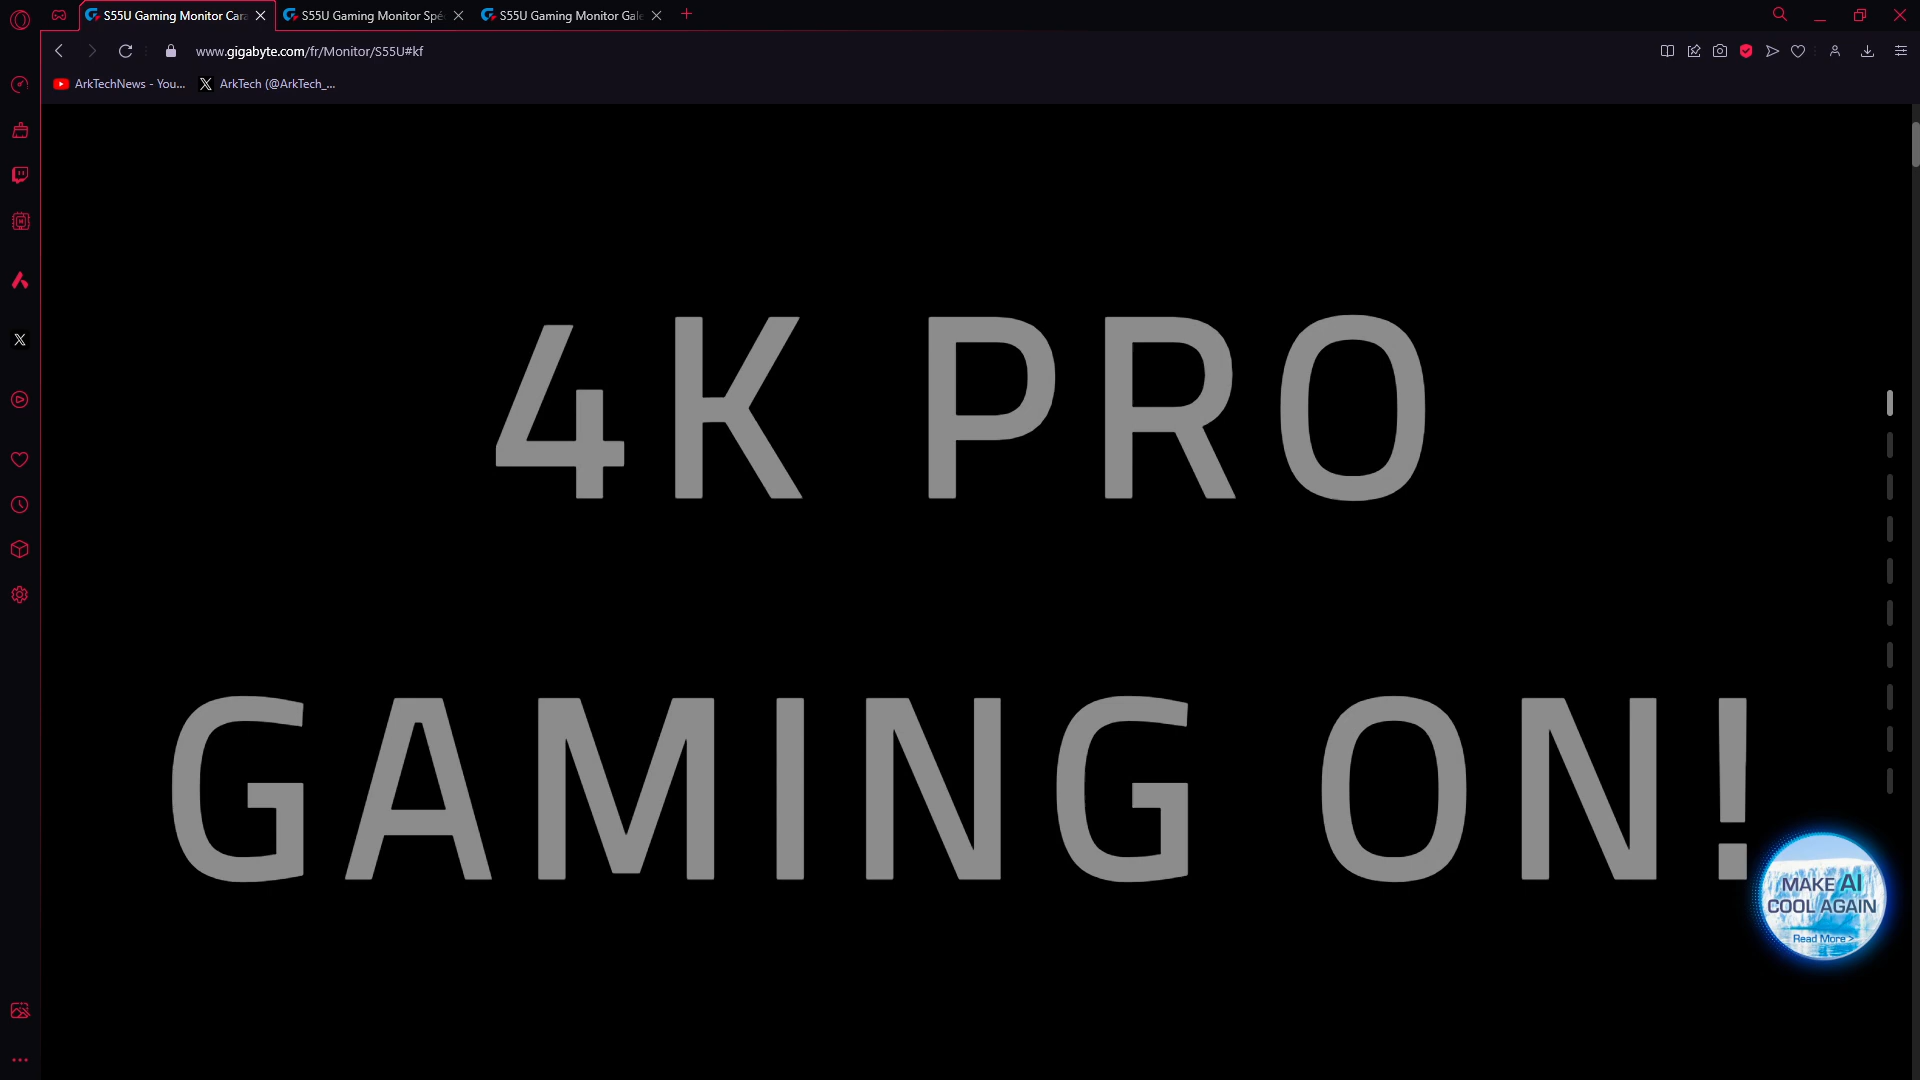 S55U Gaming Monitor Cara
S55U Gaming Monitor Spé
S55U Gaming Monitor Gale
www.gigabyte.com/fr/Monitor/S55U#kf
ArkTechNews - You...
ArkTech (@ArkTech_...
4K PRO
GAMING ON!
MAKE AI
COOL AGAIN
Read More >